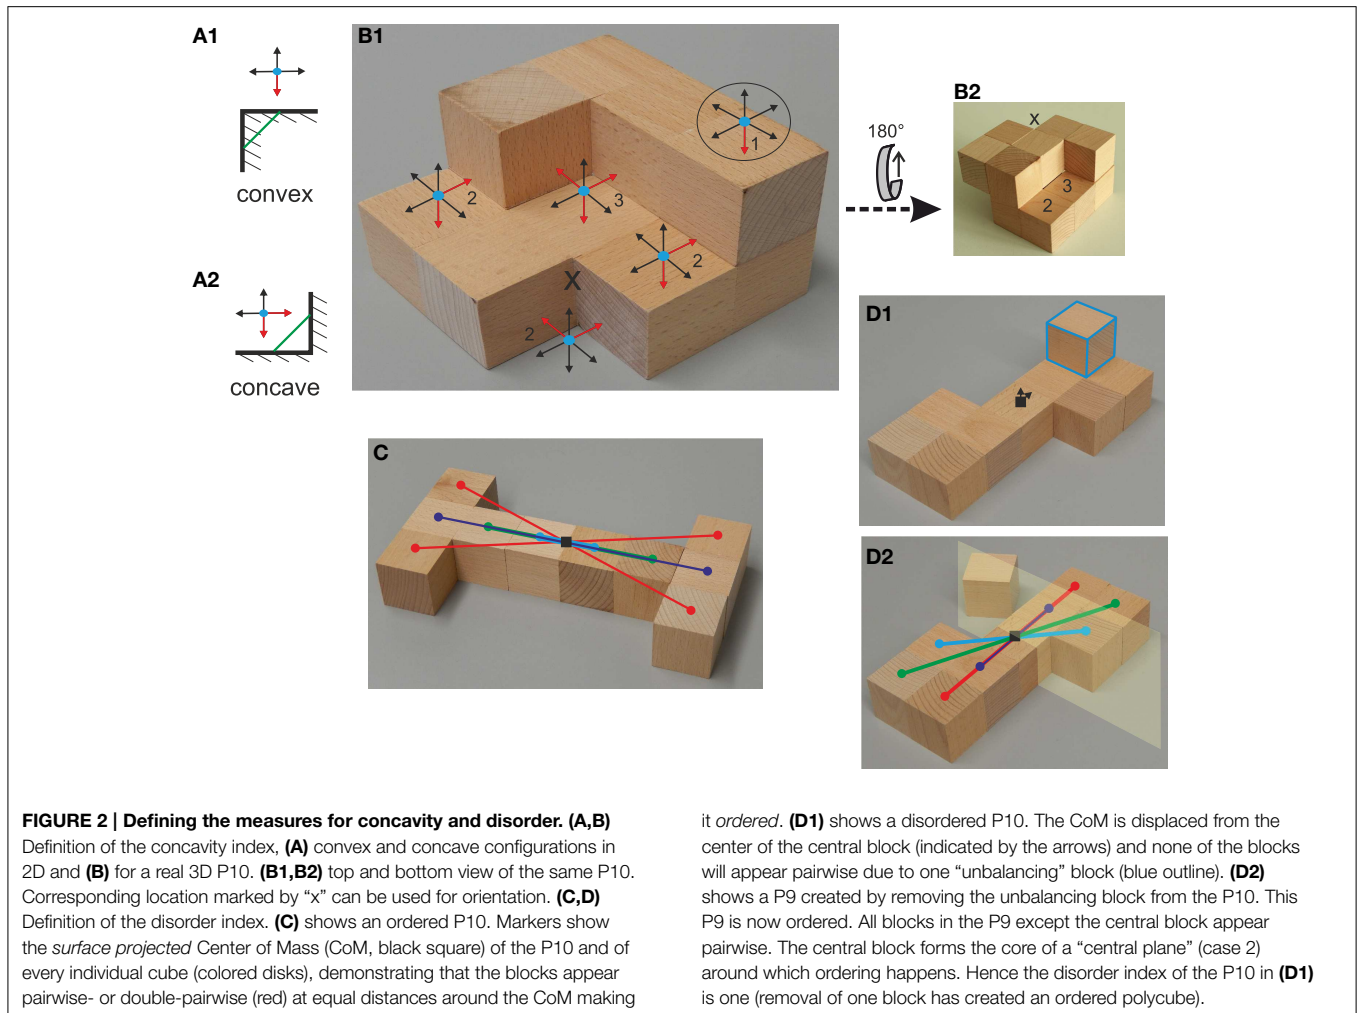 A1
convex
A2
concave
B1
1
2
3
2
X
2
180°
B2
x
3
2
D1
C
D2
FIGURE 2 | Defining the measures for concavity and disorder. (A,B)
Definition of the concavity index, (A) convex and concave configurations in
2D and (B) for a real 3D P10. (B1,B2) top and bottom view of the same P10.
Corresponding location marked by “x” can be used for orientation. (C,D)
Definition of the disorder index. (C) shows an ordered P10. Markers show
the surface projected Center of Mass (CoM, black square) of the P10 and of
every individual cube (colored disks), demonstrating that the blocks appear
pairwise- or double-pairwise (red) at equal distances around the CoM making
it ordered. (D1) shows a disordered P10. The CoM is displaced from the
center of the central block (indicated by the arrows) and none of the blocks
will appear pairwise due to one “unbalancing” block (blue outline). (D2)
shows a P9 created by removing the unbalancing block from the P10. This
P9 is now ordered. All blocks in the P9 except the central block appear
pairwise. The central block forms the core of a “central plane” (case 2)
around which ordering happens. Hence the disorder index of the P10 in (D1)
is one (removal of one block has created an ordered polycube).